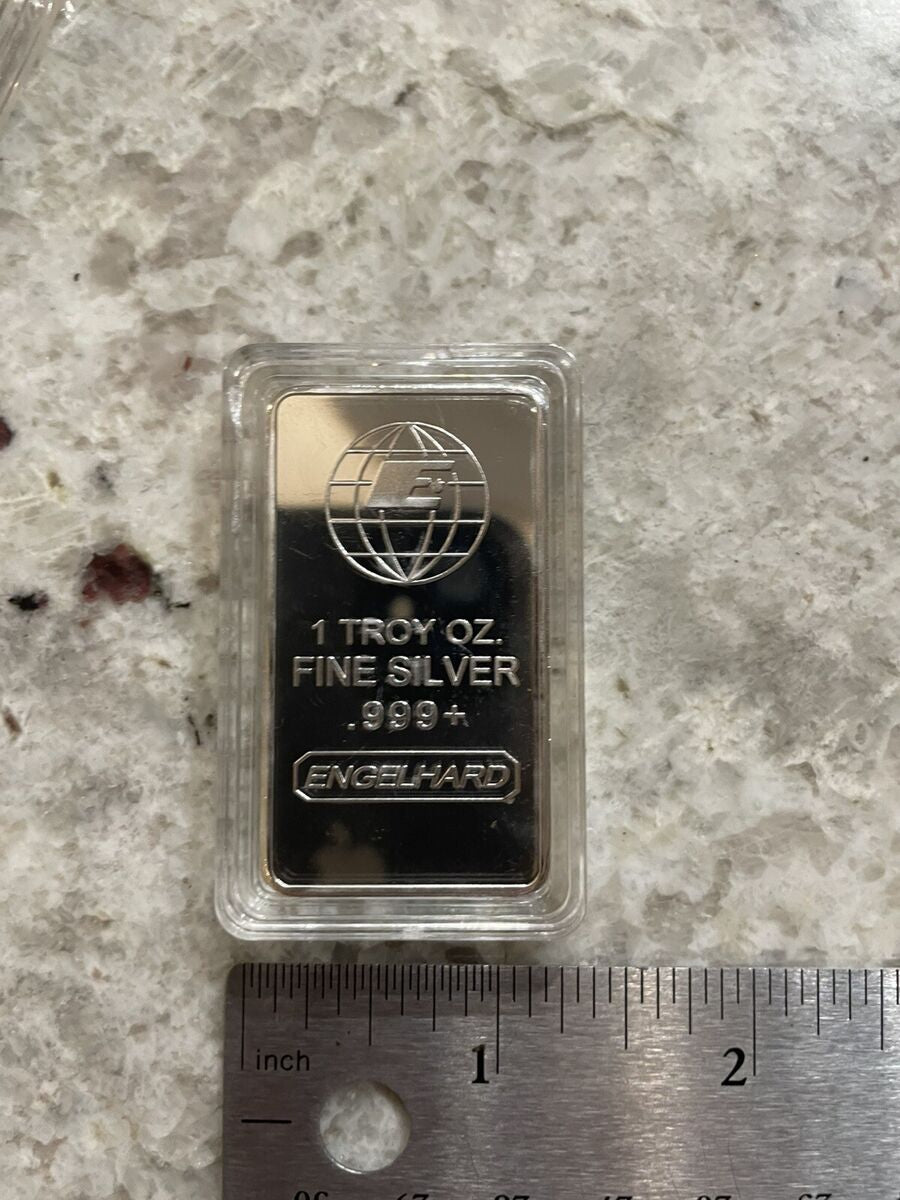 E
1 TROY OZ.
FINE SILVER
.999+
ENGELHARD
inch 1 2